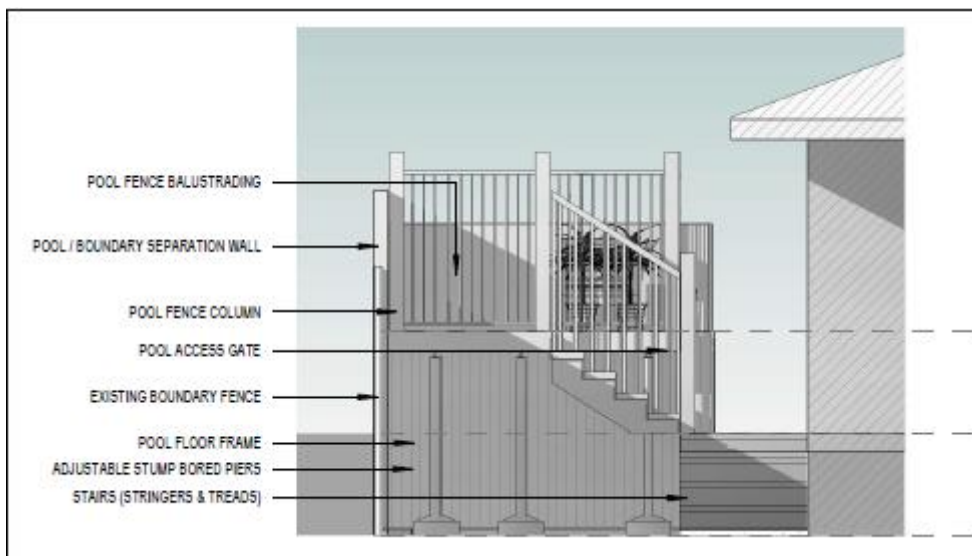 POOL FENCE BALUSTRADING
POOL / BOUNDARY SEPARATION WALL
POOL FENCE COLUMN
POOL ACCESS GATE
EXISTING BOUNDARY FENCE
POOL FLOOR FRAME
ADJUSTABLE STUMP BORED PIERS
STAIRS (STRINGERS & TREADS)